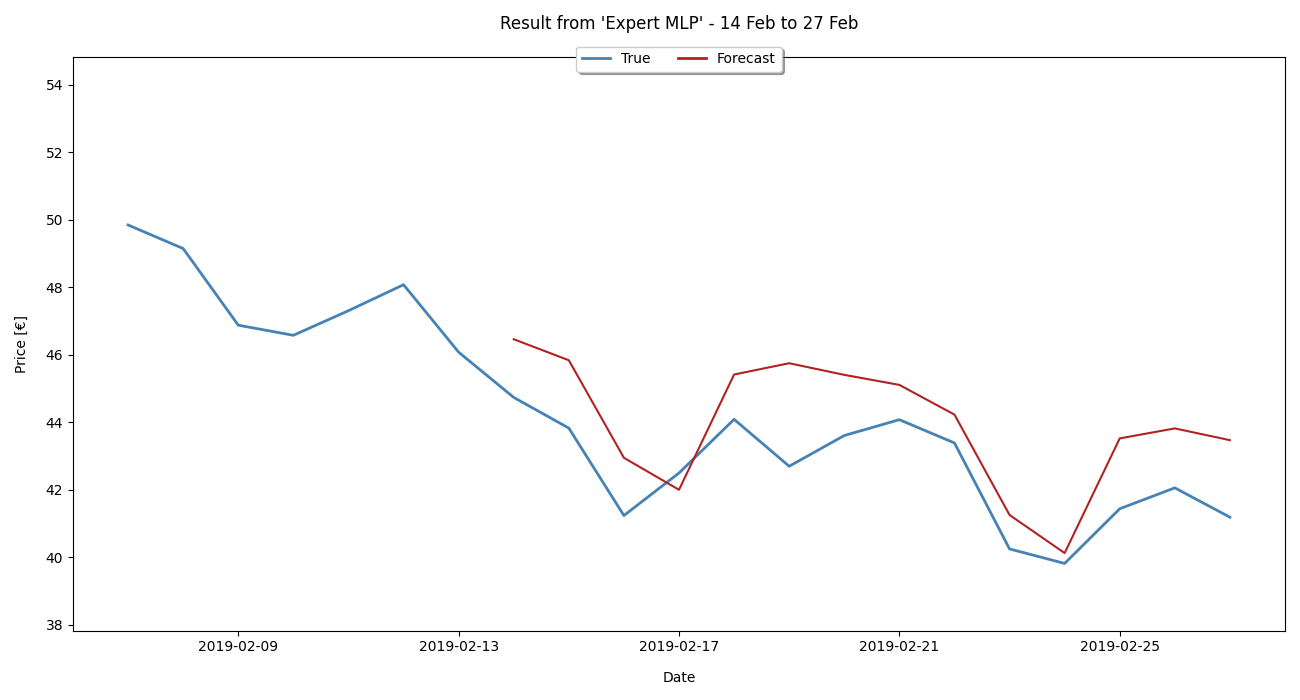 Result from 'Expert MLP' - 14 Feb to 27 Feb
True Forecast
54
52
50
48
46
44
42
40
38
Price [€]
2019-02-09 2019-02-13 2019-02-17 2019-02-21 2019-02-25
Date